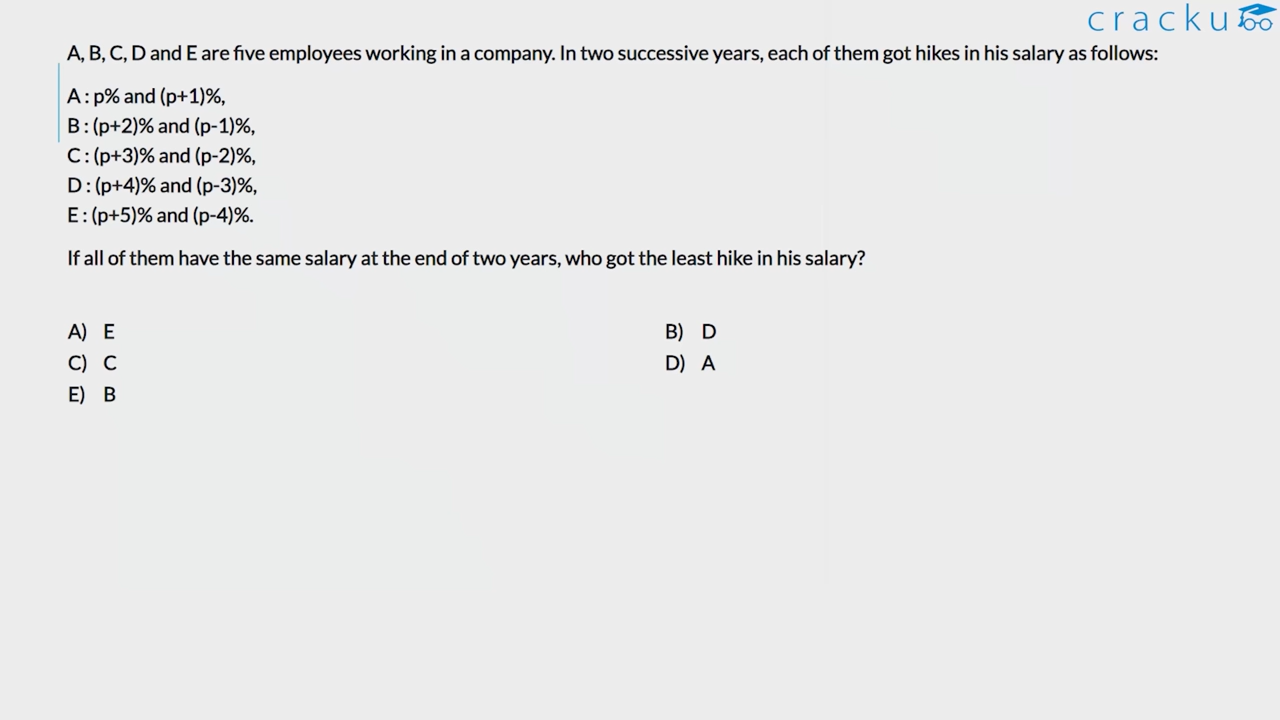 cracku
A, B, C, D and E are five employees working in a company. In two successive years, each of them got hikes in his salary as follows:
A : p% and (p+1)%,
B : (p+2)% and (p-1)%,
C : (p+3)% and (p-2)%,
D : (p+4)% and (p-3)%,
E : (p+5)% and (p-4)%.
If all of them have the same salary at the end of two years, who got the least hike in his salary?
A) E
B) D
C) C
D) A
E) B